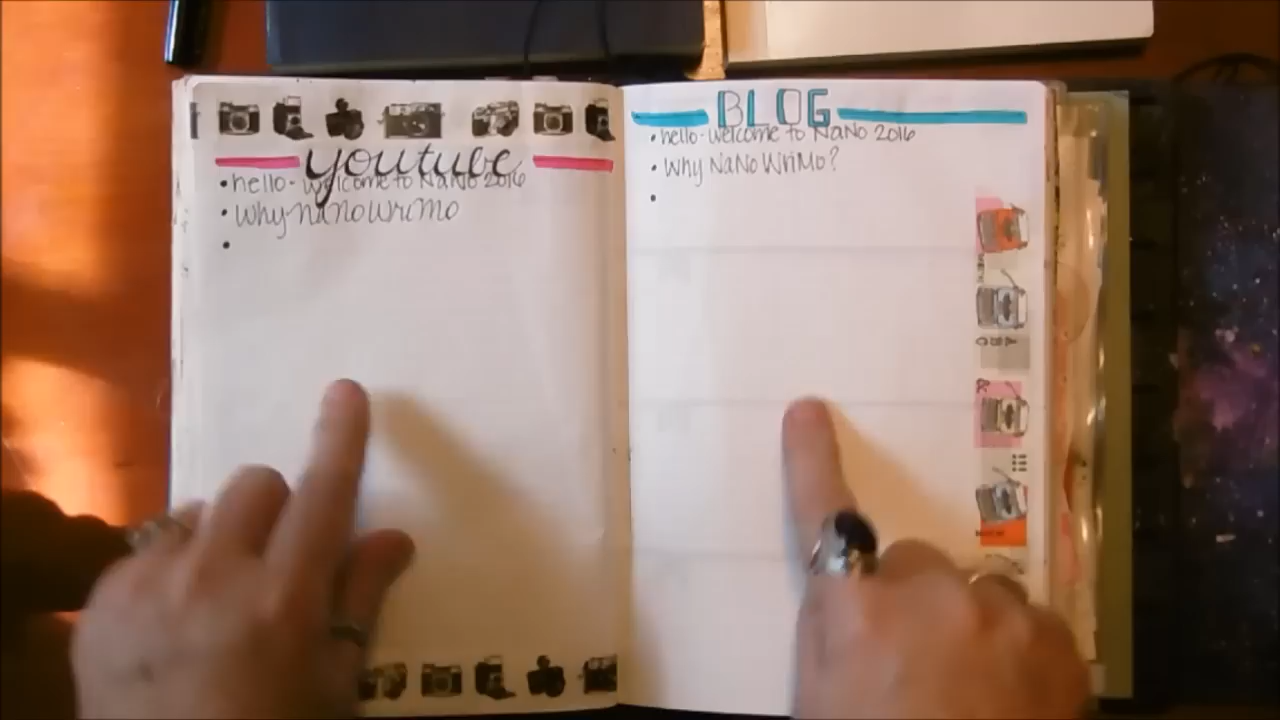 youtube
• hello - welcome to NaNo 2016
• Why NaNoWriMo
•
BLOG
• hello - welcome to NaNo 2016
• Why NaNoWriMo?
•